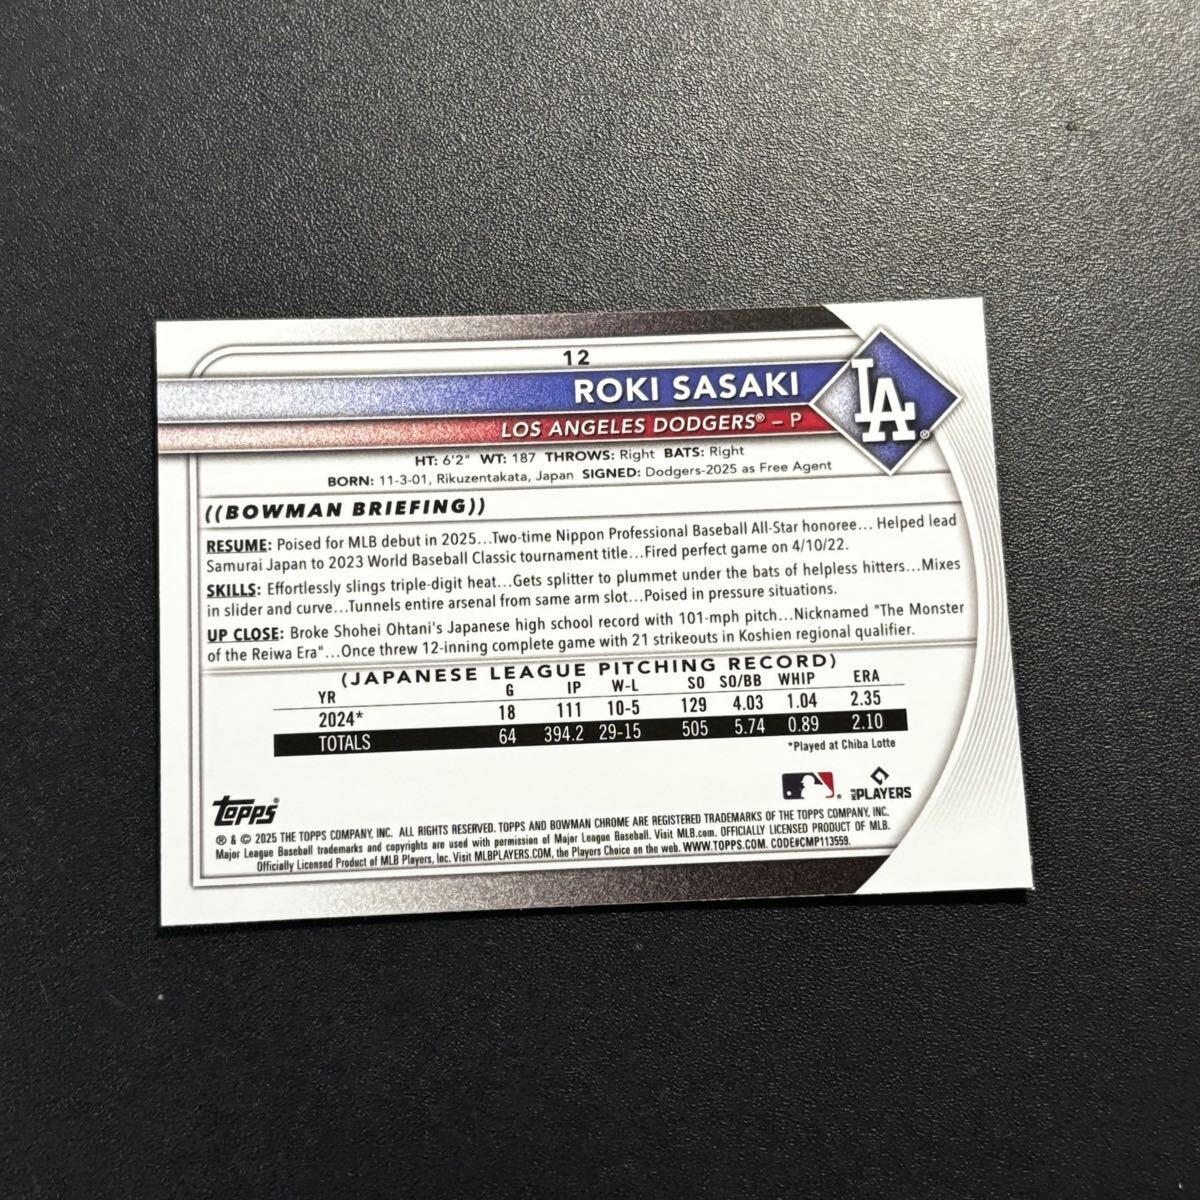 12
ROKI SASAKI
LA®
LOS ANGELES DODGERS® – P
HT: 6'2" WT: 187 THROWS: Right BATS: Right
BORN: 11-3-01, Rikuzentakata, Japan SIGNED: Dodgers-2025 as Free Agent
((BOWMAN BRIEFING))
RESUME: Poised for MLB debut in 2025...Two-time Nippon Professional Baseball All-Star honoree... Helped lead
Samurai Japan to 2023 World Baseball Classic tournament title...Fired perfect game on 4/10/22.
SKILLS: Effortlessly slings triple-digit heat...Gets splitter to plummet under the bats of helpless hitters...Mixes
in slider and curve...Tunnels entire arsenal from same arm slot...Poised in pressure situations.
UP CLOSE: Broke Shohei Ohtani's Japanese high school record with 101-mph pitch...Nicknamed "The Monster
of the Reiwa Era"...Once threw 12-inning complete game with 21 strikeouts in Koshien regional qualifier.
(JAPANESE LEAGUE PITCHING RECORD)
YR G IP W-L SO SO/BB WHIP ERA
2024* 18 111 10-5 129 4.03 1.04 2.35
TOTALS 64 394.2 29-15 505 5.74 0.89 2.10
*Played at Chiba Lotte
PLAYERS
topps®
® & © 2025 THE TOPPS COMPANY, INC. ALL RIGHTS RESERVED. TOPPS AND BOWMAN CHROME ARE REGISTERED TRADEMARKS OF THE TOPPS COMPANY, INC.
Major League Baseball trademarks and copyrights are used with permission of Major League Baseball. Visit MLB.com. OFFICIALLY LICENSED PRODUCT OF MLB.
Officially Licensed Product of MLB Players, Inc. Visit MLBPLAYERS.COM, the Players Choice on the web. WWW.TOPPS.COM. CODE#CMP113559.